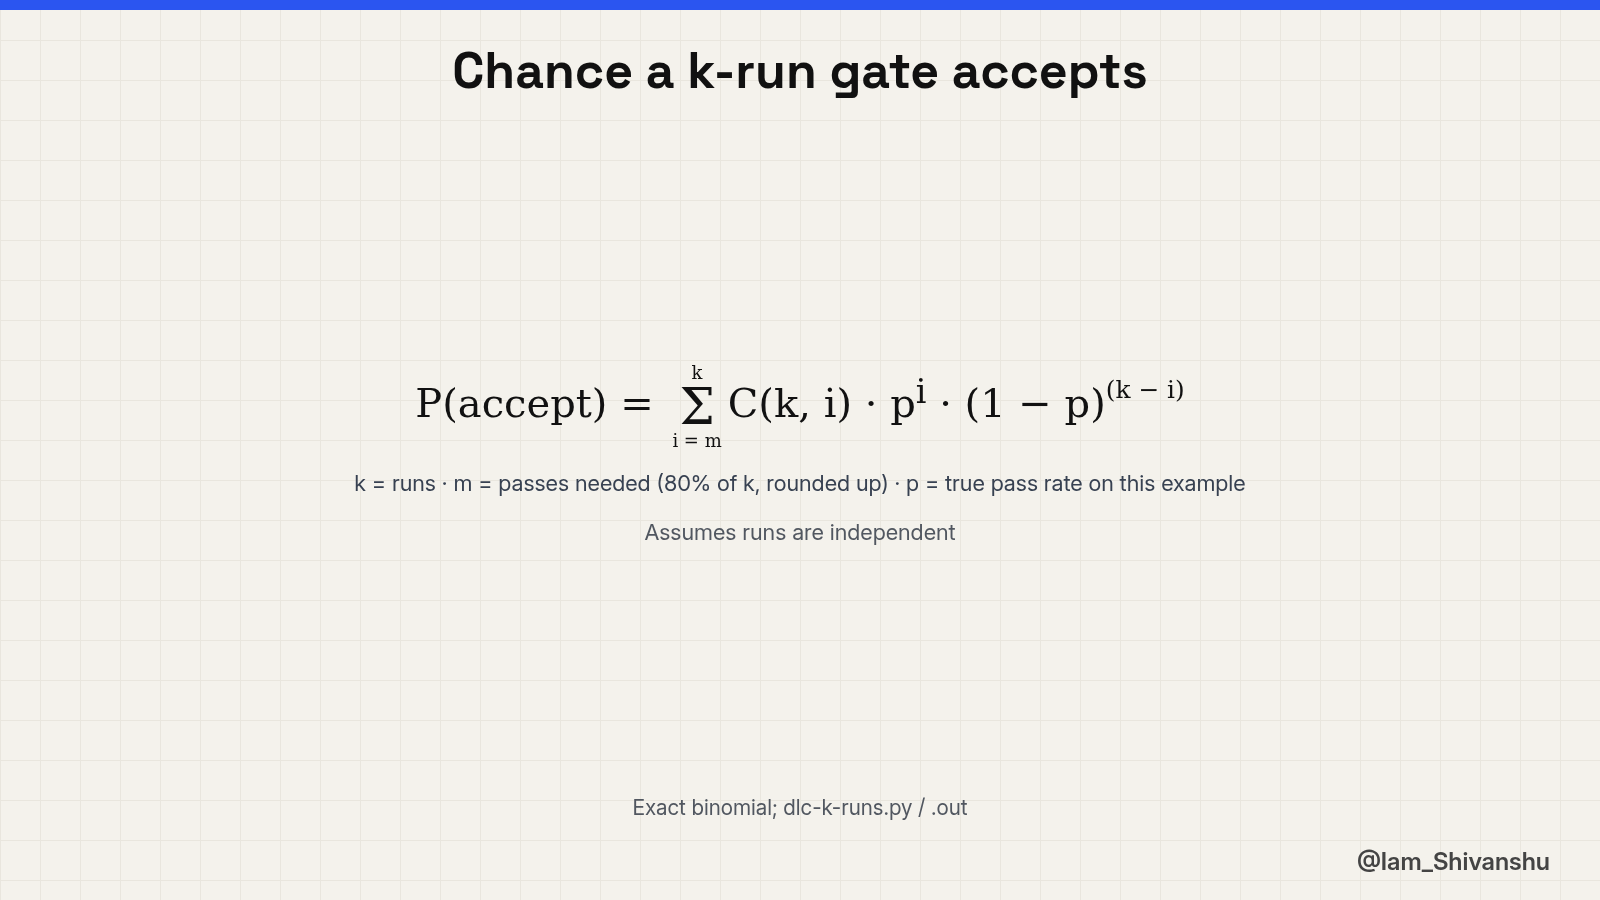 Chance a k-run gate accepts
k
P(accept) = Σ C(k, i) · pⁱ · (1 − p)⁽ᵏ ⁻ ⁱ⁾
i = m
k = runs · m = passes needed (80% of k, rounded up) · p = true pass rate on this example
Assumes runs are independent
Exact binomial; dlc-k-runs.py / .out
@Iam_Shivanshu